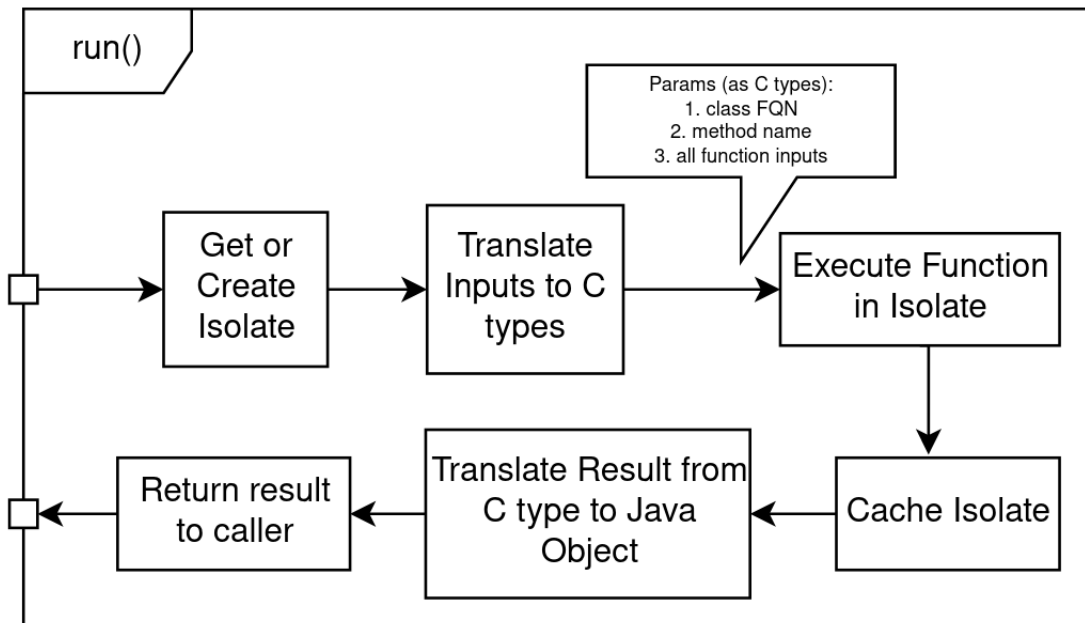 run()
Params (as C types):
1. class FQN
2. method name
3. all function inputs
Get or
Create
Isolate
Translate
Inputs to C
types
Execute Function
in Isolate
Cache Isolate
Translate Result from
C type to Java
Object
Return result
to caller